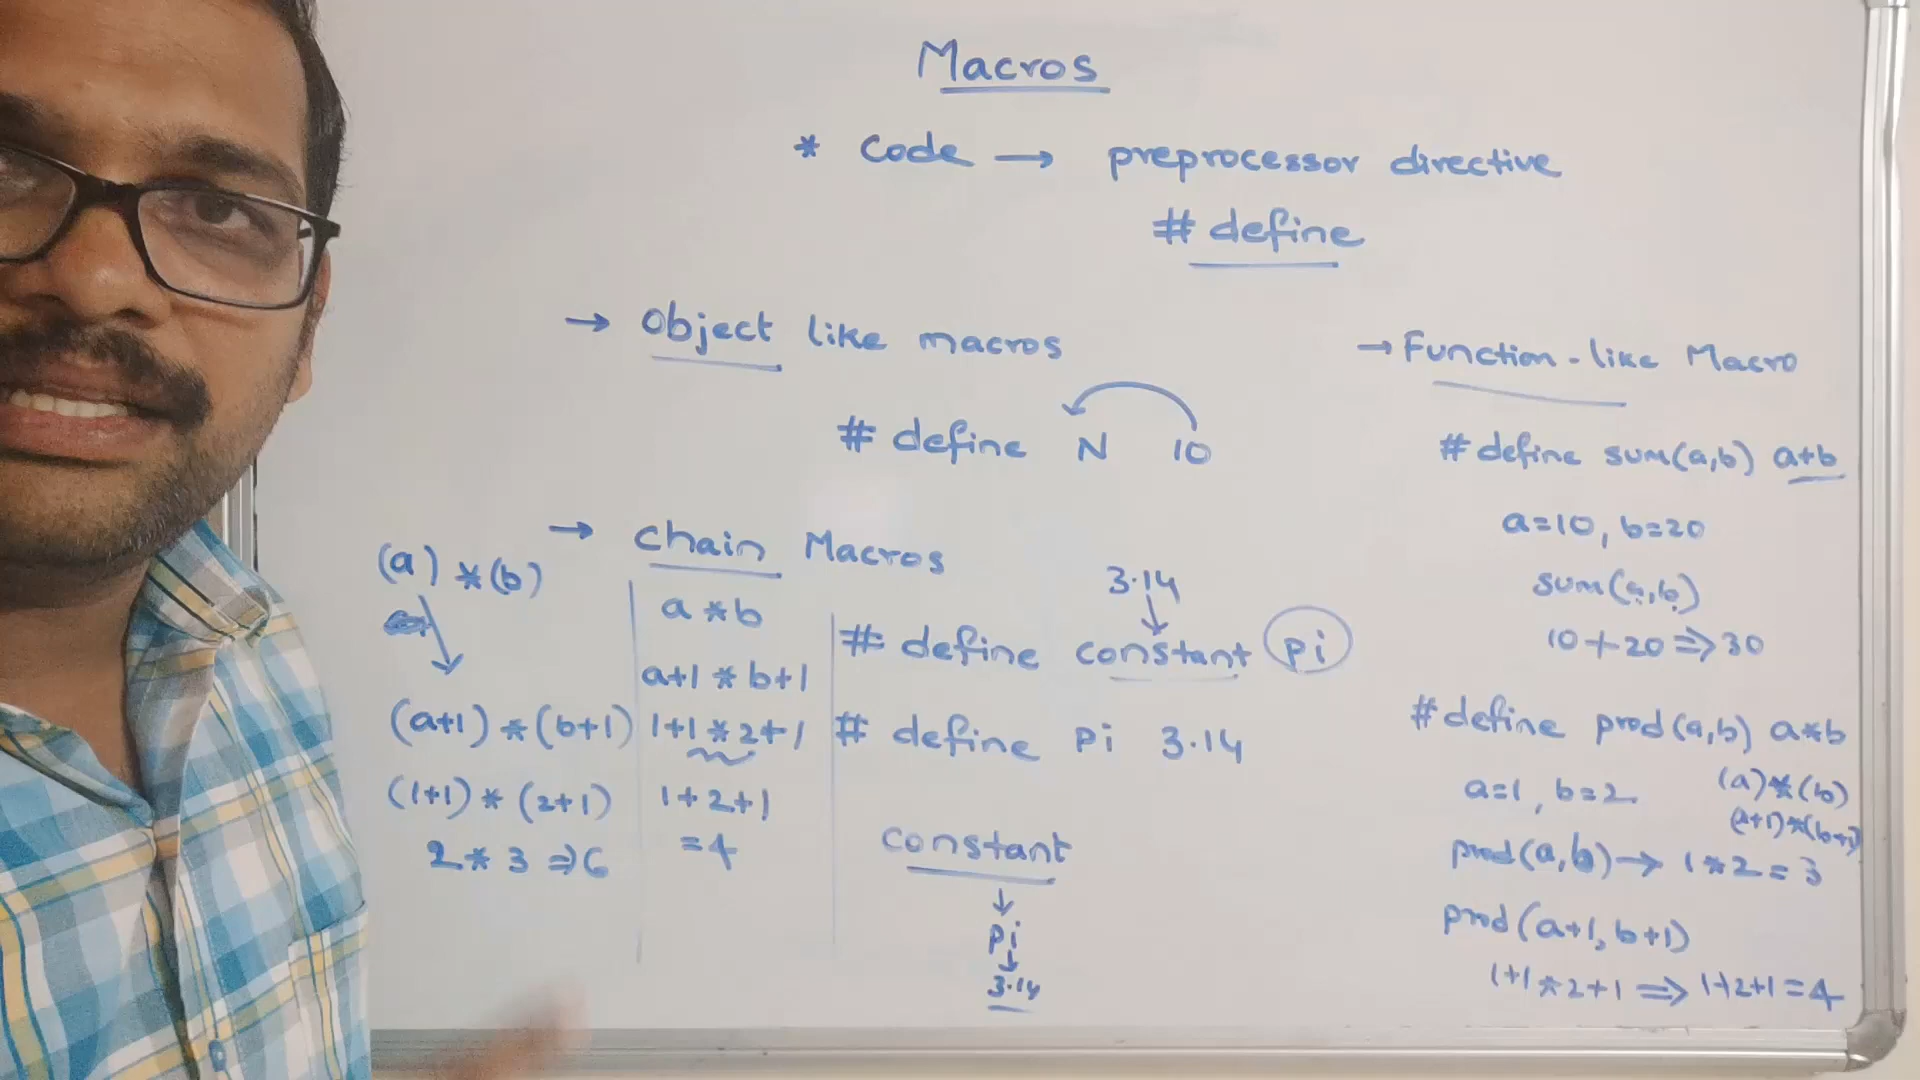 Macros
* Code → preprocessor directive
# define
→ Object like macros
# define N 10
→ chain Macros
(a) * (b)
(a+1) * (b+1)
(1+1) * (2+1)
2 * 3 ⇒ 6
a * b
a+1 * b+1
1+1 * 2+1
1+2+1
=4
3.14
↓
# define constant pi
# define pi 3.14
constant
↓
pi
↓
3.14
→ Function-like Macro
# define sum(a,b) a+b
a=10, b=20
sum(a,b)
10+20 ⇒ 30
# define prod(a,b) a*b
a=1, b=2 (a)*(b)
(a+1)*(b+1)
prod(a,b) → 1*2=3
prod(a+1, b+1)
1+1*2+1 ⇒ 1+2+1=4